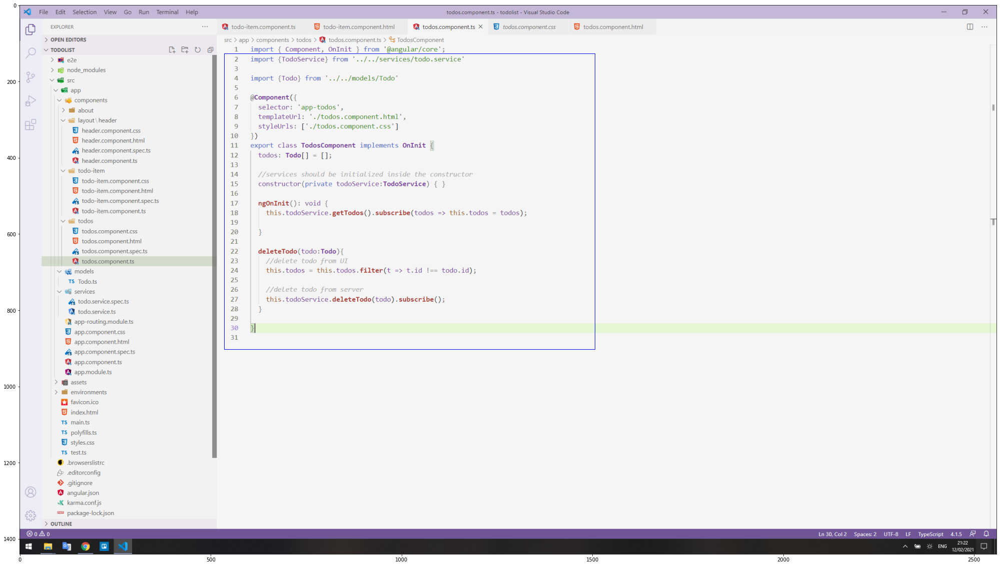 0
200
400
600
800
1000
1200
1400
0
500
1000
1500
2000
2500
File Edit Selection View Go Run Terminal Help
todos.component.ts - todolist - Visual Studio Code
EXPLORER
OPEN EDITORS
TODOLIST
e2e
node_modules
src
app
components
about
layout\header
header.component.css
header.component.html
header.component.spec.ts
header.component.ts
todo-item
todo-item.component.css
todo-item.component.html
todo-item.component.spec.ts
todo-item.component.ts
todos
todos.component.css
todos.component.html
todos.component.spec.ts
todos.component.ts
models
TS Todo.ts
services
todo.service.spec.ts
todo.service.ts
app-routing.module.ts
app.component.css
app.component.html
app.component.spec.ts
app.component.ts
app.module.ts
assets
environments
favicon.ico
index.html
TS main.ts
TS polyfills.ts
styles.css
TS test.ts
.browserslistrc
.editorconfig
.gitignore
angular.json
karma.conf.js
package-lock.json
OUTLINE
todo-item.component.ts todo-item.component.html todos.component.ts todos.component.css todos.component.html
src > app > components > todos > todos.component.ts > TodosComponent
1 import { Component, OnInit } from '@angular/core';
2 import {TodoService} from '../../services/todo.service'
3
4 import {Todo} from '../../models/Todo'
5
6 @Component({
7 selector: 'app-todos',
8 templateUrl: './todos.component.html',
9 styleUrls: ['./todos.component.css']
10 })
11 export class TodosComponent implements OnInit {
12 todos: Todo[] = [];
13
14 //services should be initialized inside the constructor
15 constructor(private todoService:TodoService) { }
16
17 ngOnInit(): void {
18 this.todoService.getTodos().subscribe(todos => this.todos = todos);
19
20 }
21
22 deleteTodo(todo:Todo){
23 //delete todo from UI
24 this.todos = this.todos.filter(t => t.id !== todo.id);
25
26 //delete todo from server
27 this.todoService.deleteTodo(todo).subscribe();
28 }
29
30 }
31
0 0
Ln 30, Col 2 Spaces: 2 UTF-8 LF TypeScript 4.1.5
ENG
21:22
12/02/2021